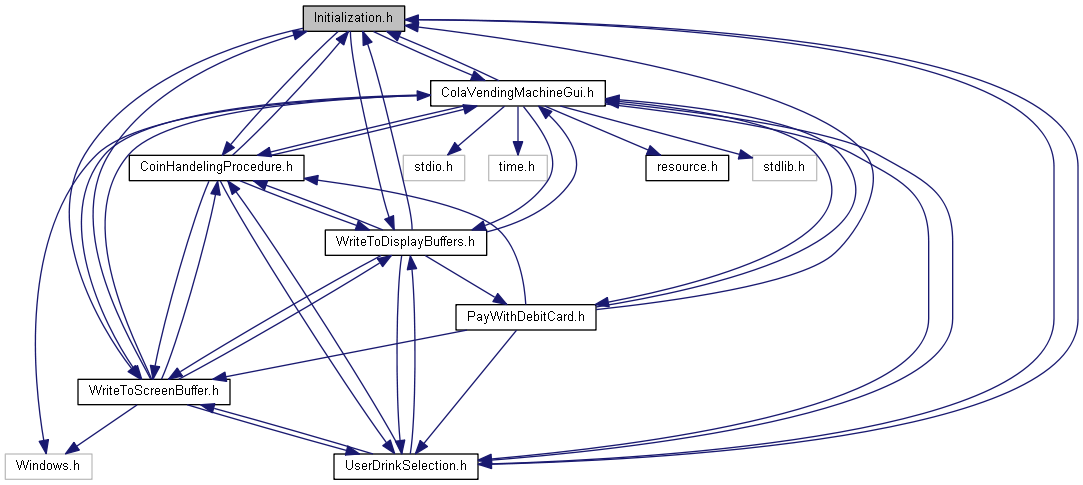 Initialization.h
ColaVendingMachineGui.h
CoinHandelingProcedure.h
stdio.h
time.h
resource.h
stdlib.h
WriteToDisplayBuffers.h
PayWithDebitCard.h
WriteToScreenBuffer.h
Windows.h
UserDrinkSelection.h